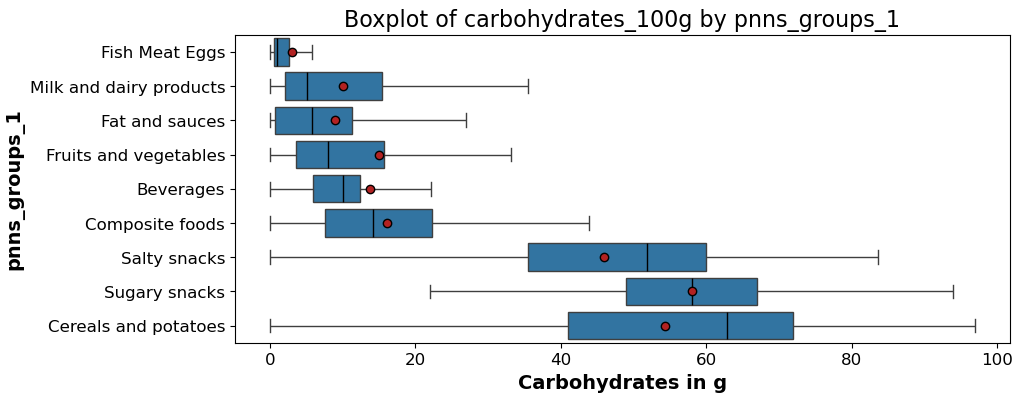 Boxplot of carbohydrates_100g by pnns_groups_1
pnns_groups_1
Fish Meat Eggs
Milk and dairy products
Fat and sauces
Fruits and vegetables
Beverages
Composite foods
Salty snacks
Sugary snacks
Cereals and potatoes
0 20 40 60 80 100
Carbohydrates in g